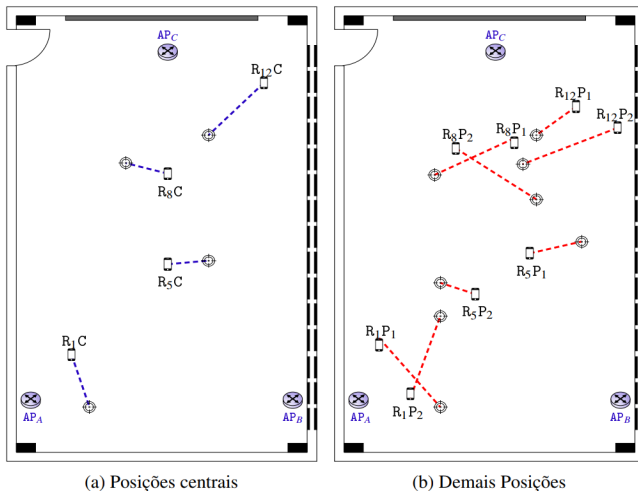 AP_C
R_12C
R_8C
R_5C
R_1C
AP_A
AP_B
(a) Posições centrais
AP_C
R_12P_1
R_12P_2
R_8P_2
R_8P_1
R_5P_1
R_5P_2
R_1P_1
R_1P_2
AP_A
AP_B
(b) Demais Posições